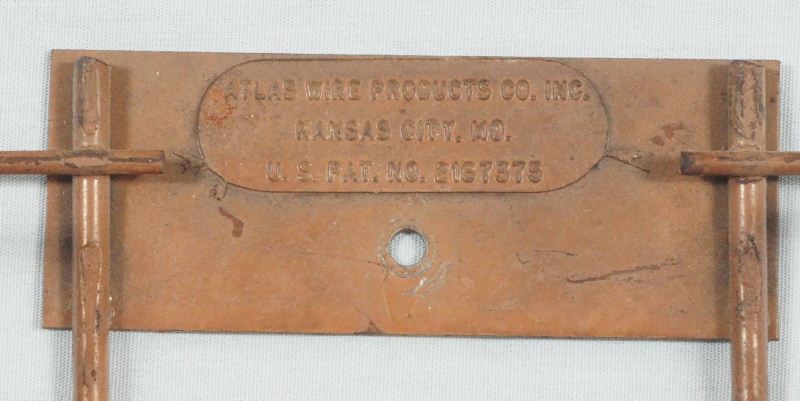 ATLAS WIRE PRODUCTS CO. INC.
KANSAS CITY, MO.
U. S. PAT. NO. 2167575